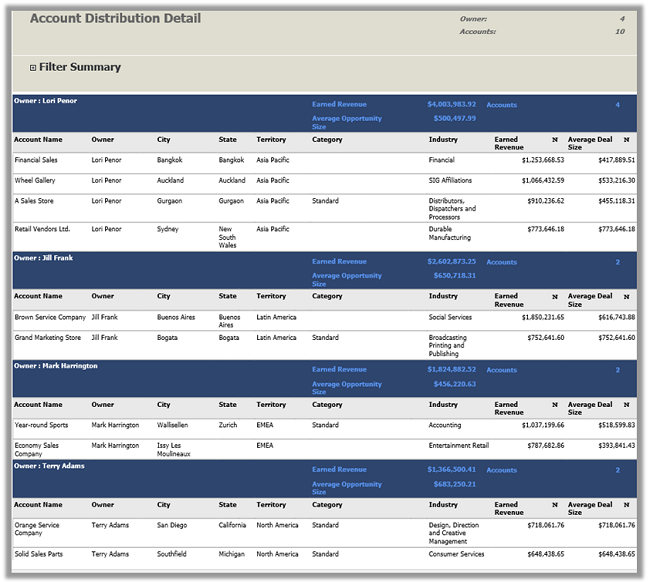 Account Distribution Detail
Owner: 4
Accounts: 10
Filter Summary
Owner : Lori Penor Earned Revenue $4,003,983.92 Accounts 4
Average Opportunity Size $500,497.99
Account Name Owner City State Territory Category Industry Earned Revenue N Average Deal Size N
Financial Sales Lori Penor Bangkok Bangkok Asia Pacific Financial $1,253,668.53 $417,889.51
Wheel Gallery Lori Penor Auckland Auckland Asia Pacific SIG Affiliations $1,066,432.59 $533,216.30
A Sales Store Lori Penor Gurgaon Gurgaon Asia Pacific Standard Distributors, Dispatchers and Processors $910,236.62 $455,118.31
Retail Vendors Ltd. Lori Penor Sydney New South Wales Asia Pacific Durable Manufacturing $773,646.18 $773,646.18
Owner : Jill Frank Earned Revenue $2,602,873.25 Accounts 2
Average Opportunity Size $650,718.31
Account Name Owner City State Territory Category Industry Earned Revenue N Average Deal Size N
Brown Service Company Jill Frank Buenos Aires Buenos Aires Latin America Social Services $1,850,231.65 $616,743.88
Grand Marketing Store Jill Frank Bogata Bogata Latin America Standard Broadcasting Printing and Publishing $752,641.60 $752,641.60
Owner : Mark Harrington Earned Revenue $1,824,882.52 Accounts 2
Average Opportunity Size $456,220.63
Account Name Owner City State Territory Category Industry Earned Revenue N Average Deal Size N
Year-round Sports Mark Harrington Wallisellen Zurich EMEA Standard Accounting $1,037,199.66 $518,599.83
Economy Sales Company Mark Harrington Issy Les Moulineaux EMEA Entertainment Retail $787,682.86 $393,841.43
Owner : Terry Adams Earned Revenue $1,366,500.41 Accounts 2
Average Opportunity Size $683,250.21
Account Name Owner City State Territory Category Industry Earned Revenue N Average Deal Size N
Orange Service Company Terry Adams San Diego California North America Standard Design, Direction and Creative Management $718,061.76 $718,061.76
Solid Sales Parts Terry Adams Southfield Michigan North America Standard Consumer Services $648,438.65 $648,438.65